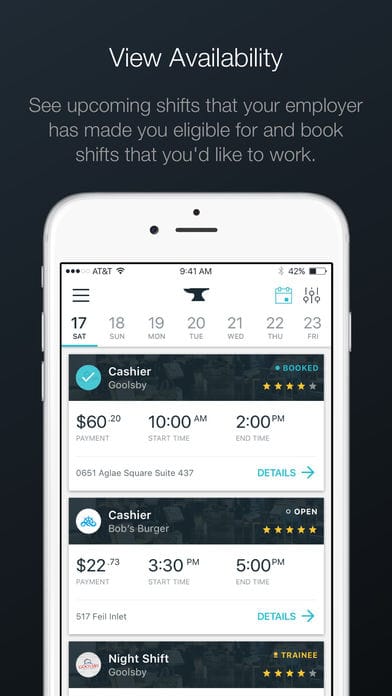 View Availability
See upcoming shifts that your employer
has made you eligible for and book
shifts that you'd like to work.
AT&T 9:41 AM 42%
17 18 19 20 21 22 23
SAT SUN MON TUE WED THU FRI
Cashier BOOKED
Goolsby
$60.20 10:00 AM 2:00 PM
PAYMENT START TIME END TIME
0651 Aglae Square Suite 437 DETAILS
Cashier OPEN
Bob's Burger
$22.73 3:30 PM 5:00 PM
PAYMENT START TIME END TIME
517 Feil Inlet DETAILS
Night Shift TRAINEE
Goolsby